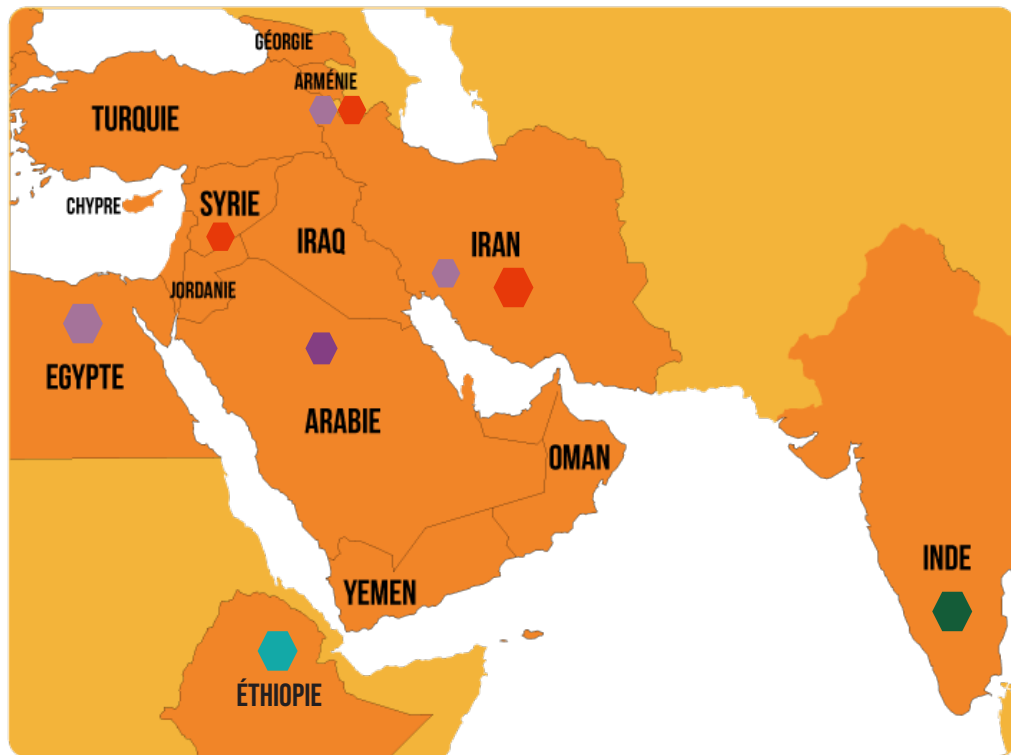 GÉORGIE
ARMÉNIE
TURQUIE
CHYPRE
SYRIE
IRAQ
IRAN
JORDANIE
EGYPTE
ARABIE
OMAN
INDE
YEMEN
ÉTHIOPIE